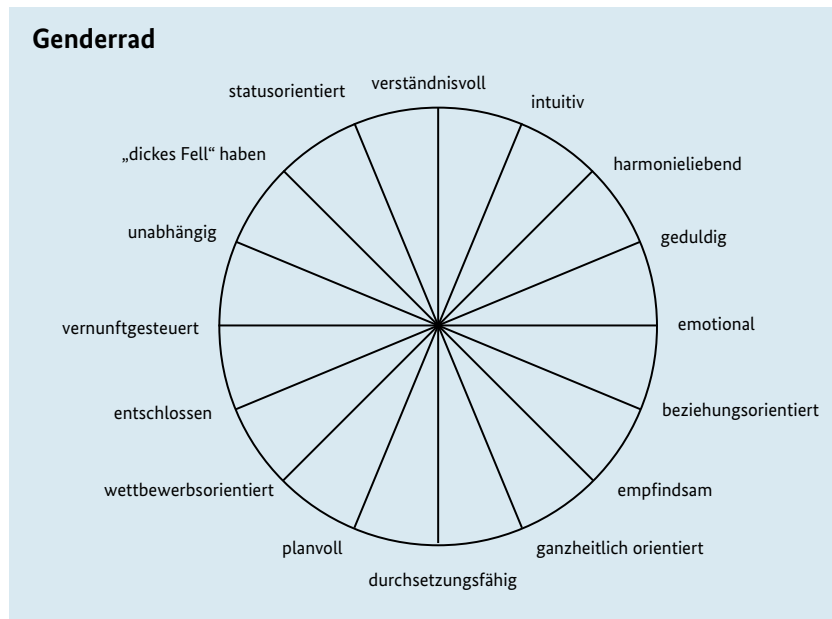 Genderrad
verständnisvoll
statusorientiert
intuitiv
„dickes Fell“ haben
harmonieliebend
unabhängig
geduldig
vernunftgesteuert
emotional
entschlossen
beziehungsorientiert
wettbewerbsorientiert
empfindsam
planvoll
ganzheitlich orientiert
durchsetzungsfähig